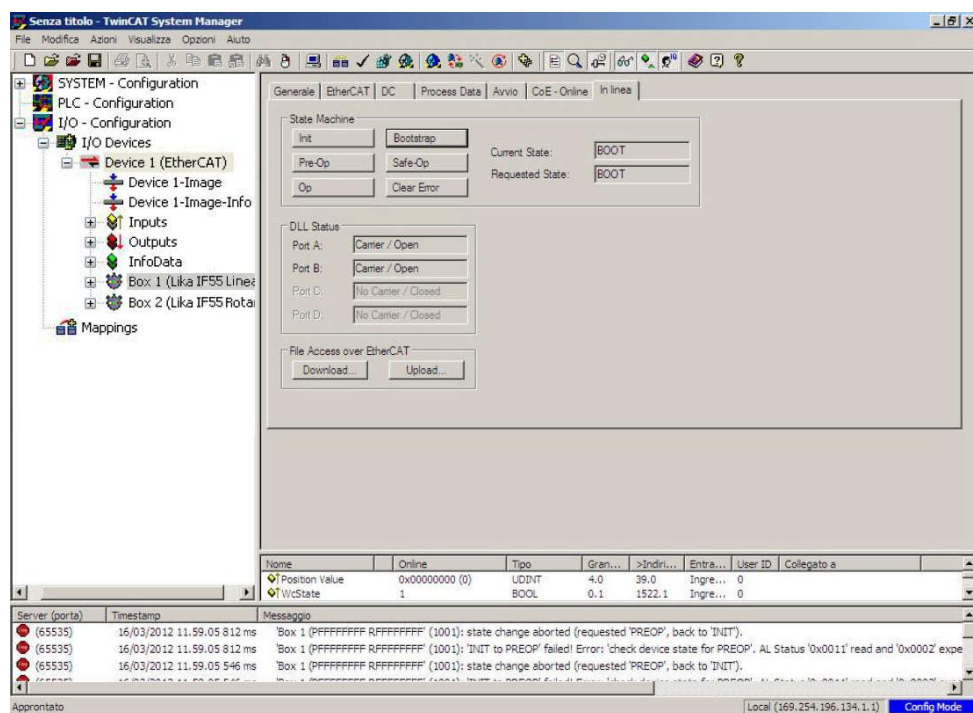 Senza titolo - TwinCAT System Manager
File Modifica Azioni Visualizza Opzioni Aiuto
SYSTEM - Configuration
PLC - Configuration
I/O - Configuration
I/O Devices
Device 1 (EtherCAT)
Device 1-Image
Device 1-Image-Info
Inputs
Outputs
InfoData
Box 1 (Lika IF55 Linea
Box 2 (Lika IF55 Rota
Mappings
Generale EtherCAT DC Process Data Avvio CoE - Online In linea
State Machine
Init Bootstrap
Pre-Op Safe-Op
Op Clear Error
Current State: BOOT
Requested State: BOOT
DLL Status
Port A: Carrier / Open
Port B: Carrier / Open
Port C: No Carrier / Closed
Port D: No Carrier / Closed
File Access over EtherCAT
Download... Upload...
Nome Online Tipo Gran... >Indiri... Entra... User ID Collegato a
Position Value 0x00000000 (0) UDINT 4.0 39.0 Ingre... 0
WcState 1 BOOL 0.1 1522.1 Ingre... 0
Server (porta) Timestamp Messaggio
(65535) 16/03/2012 11.59.05 812 ms 'Box 1 (PFFFFFFFF RFFFFFFFF' (1001): state change aborted (requested 'PREOP', back to 'INIT').
(65535) 16/03/2012 11.59.05 812 ms 'Box 1 (PFFFFFFFF RFFFFFFFF' (1001): 'INIT to PREOP' failed! Error: 'check device state for PREOP'. AL Status '0x0011' read and '0x0002' expe
(65535) 16/03/2012 11.59.05 546 ms 'Box 1 (PFFFFFFFF RFFFFFFFF' (1001): state change aborted (requested 'PREOP', back to 'INIT').
Approntato
Local (169.254.196.134.1.1) Config Mode